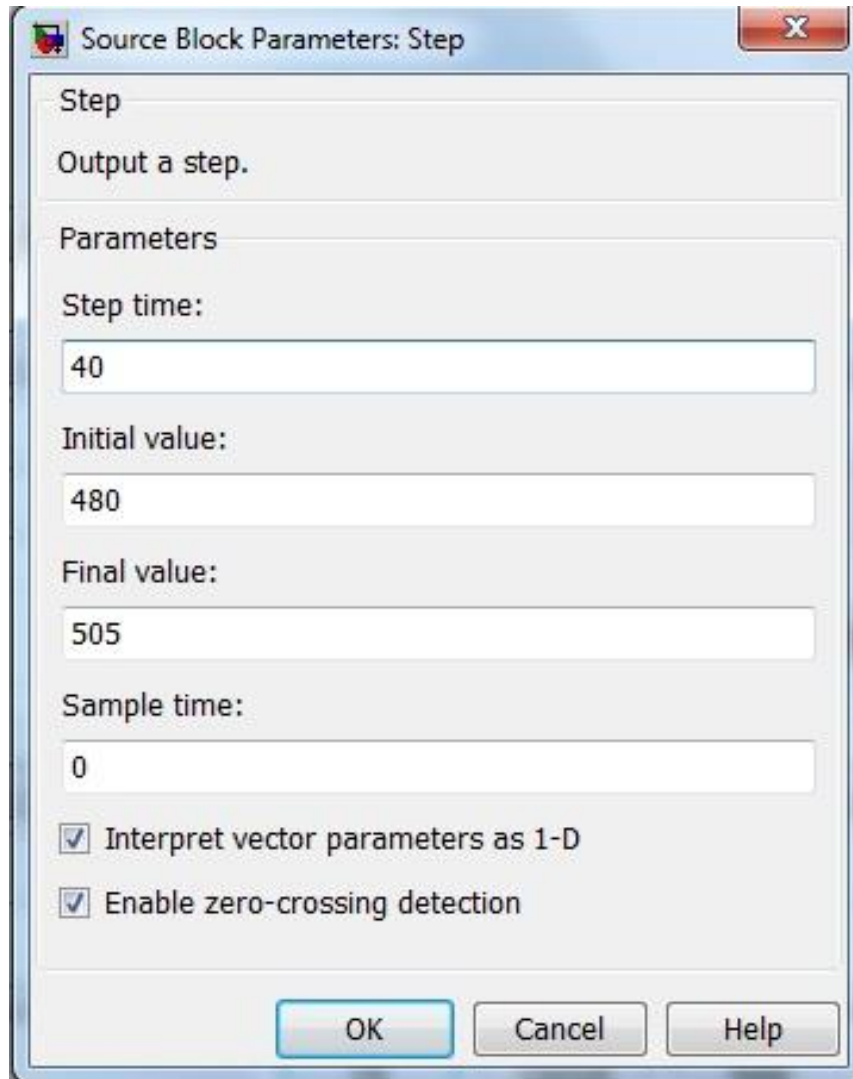 Source Block Parameters: Step
Step
Output a step.
Parameters
Step time:
40
Initial value:
480
Final value:
505
Sample time:
0
Interpret vector parameters as 1-D
Enable zero-crossing detection
OK Cancel Help